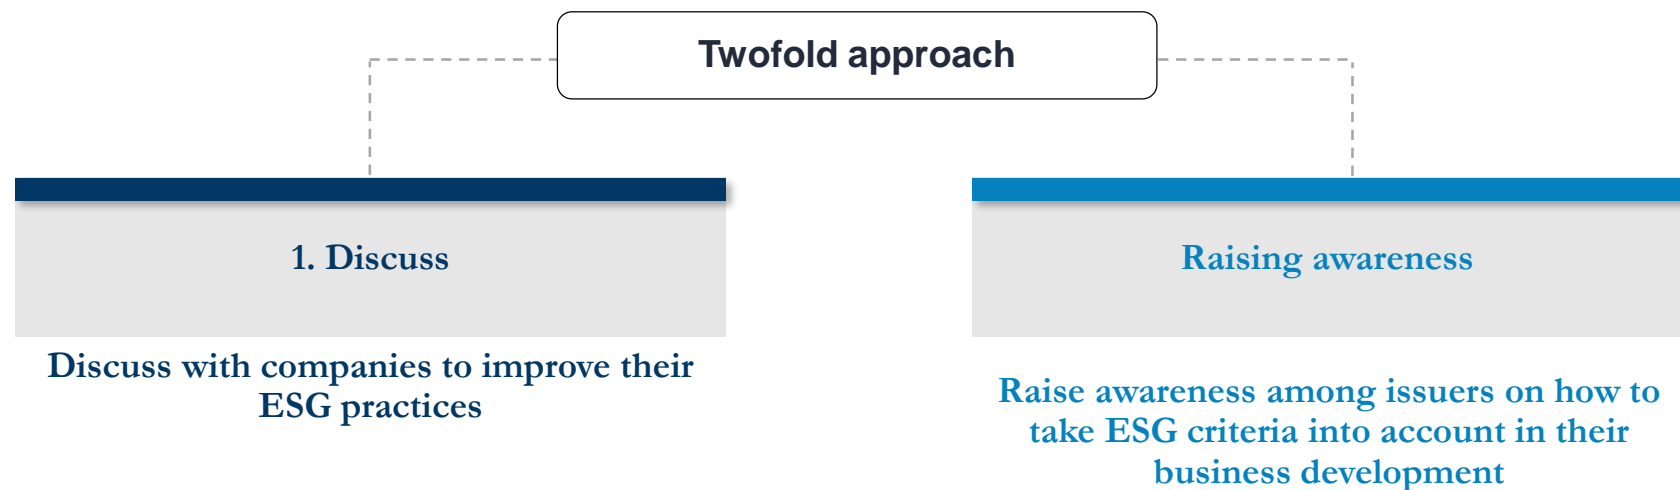 Twofold approach
1. Discuss
Raising awareness
Discuss with companies to improve their
ESG practices
Raise awareness among issuers on how to
take ESG criteria into account in their
business development